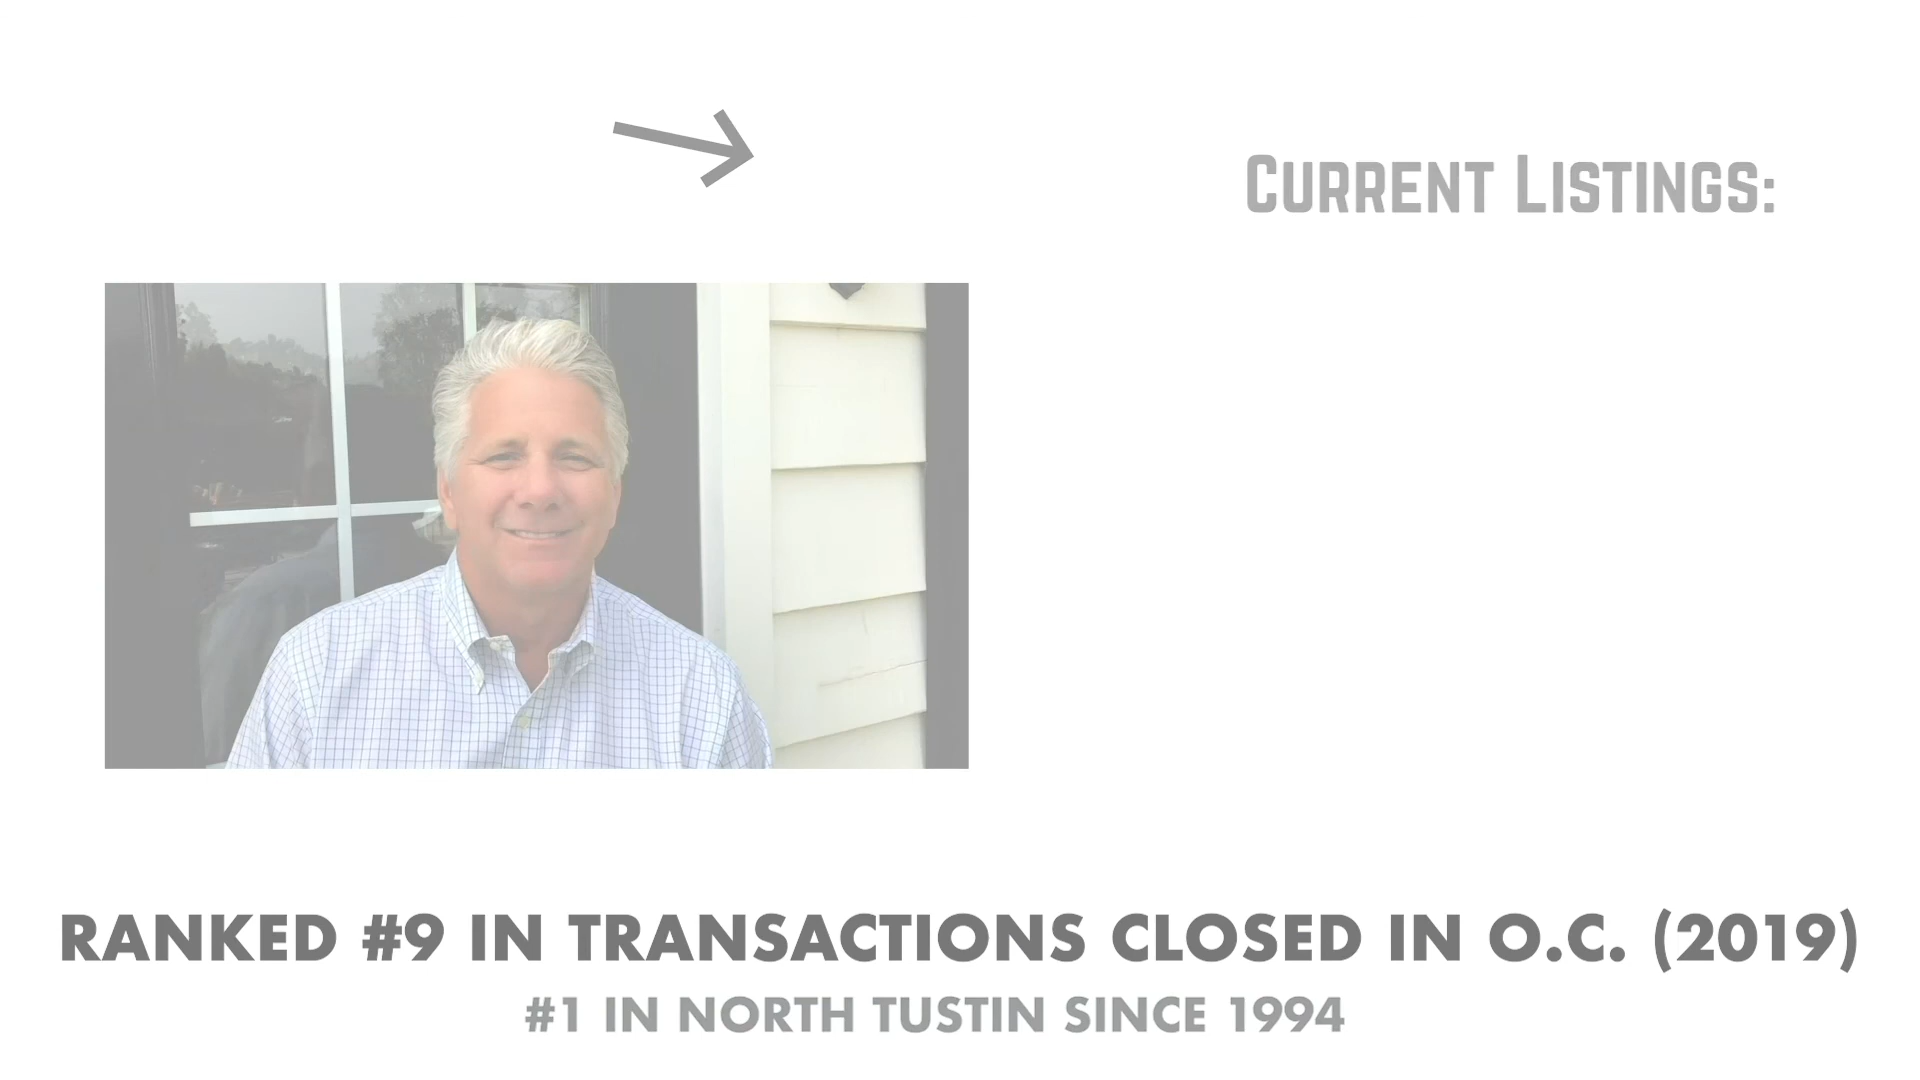 CURRENT LISTINGS:
RANKED #9 IN TRANSACTIONS CLOSED IN O.C. (2019)
#1 IN NORTH TUSTIN SINCE 1994